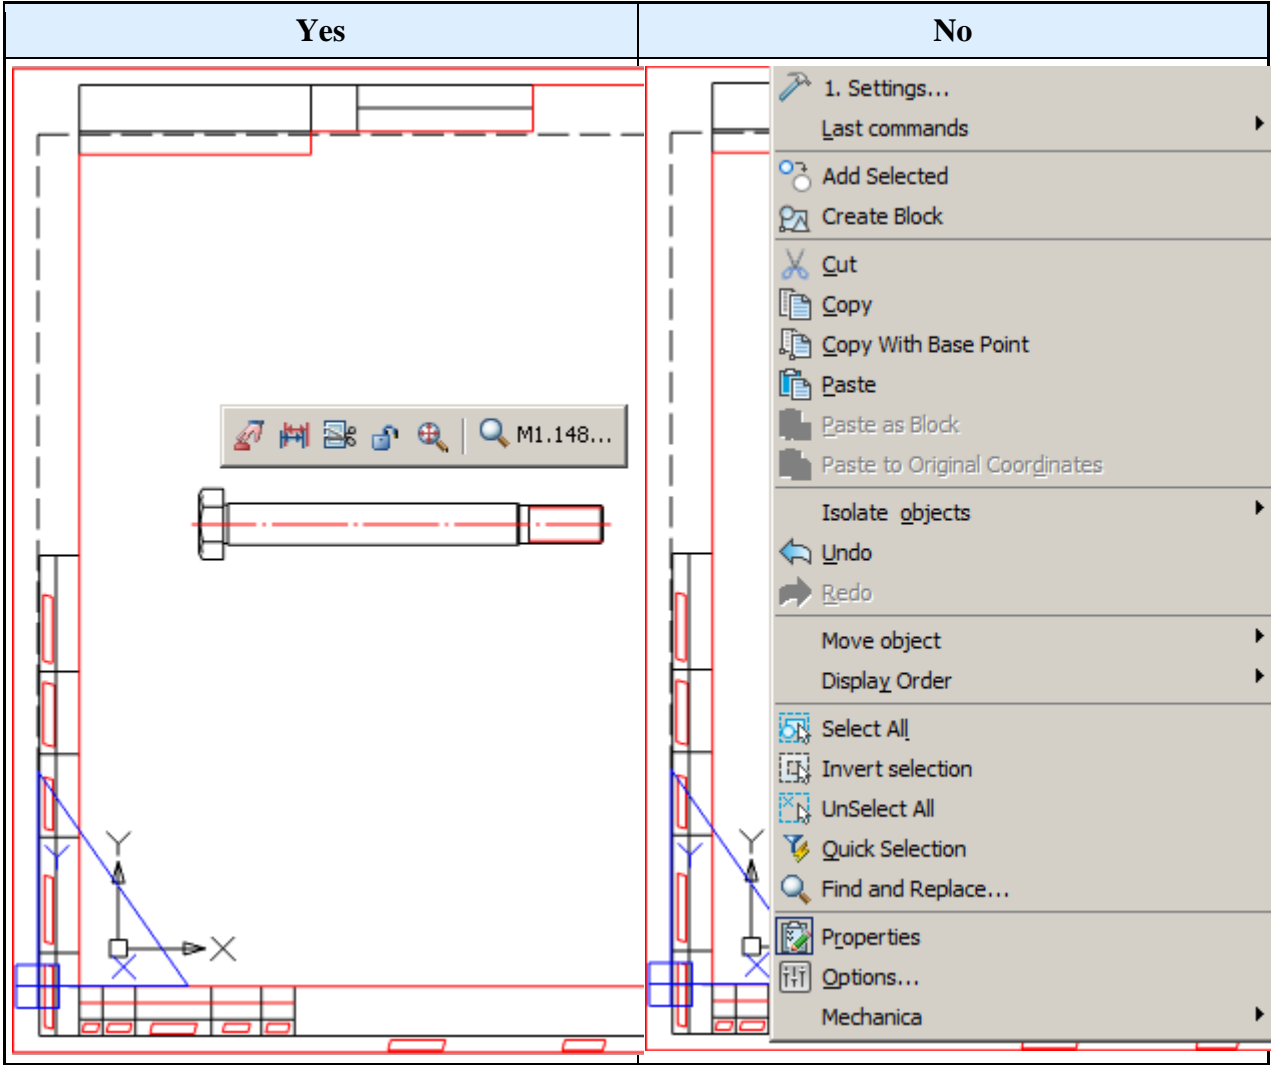 Yes
No
1. Settings...
Last commands
Add Selected
Create Block
Cut
Copy
Copy With Base Point
Paste
Paste as Block
Paste to Original Coordinates
Isolate objects
Undo
Redo
Move object
Display Order
Select All
Invert selection
UnSelect All
Quick Selection
Find and Replace...
Properties
Options...
Mechanica
M1.148...
Y
Y
X
X
Y
Y
X